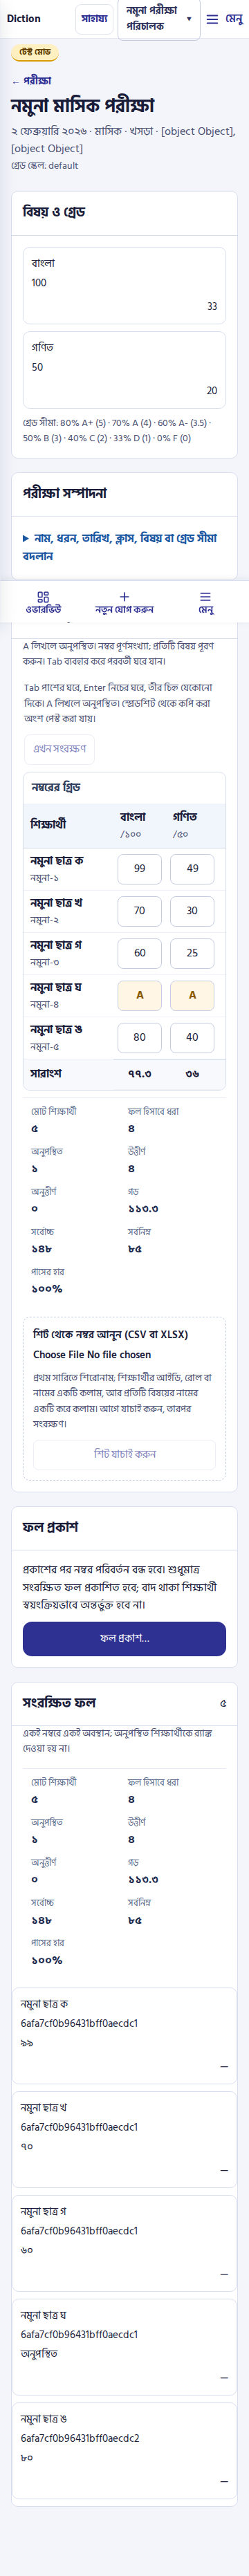 Diction
সাহায্য
নমুনা পরীক্ষা
পরিচালক
▼
মেনু
টেস্ট মোড
← পরীক্ষা
নমুনা মাসিক পরীক্ষা
২ ফেব্রুয়ারি ২০২৬ · মাসিক · খসড়া · [object Object],
[object Object]
গ্রেড স্কেল: default
বিষয় ও গ্রেড
বাংলা
100
33
গণিত
50
20
গ্রেড সীমা: 80% A+ (5) · 70% A (4) · 60% A- (3.5) ·
50% B (3) · 40% C (2) · 33% D (1) · 0% F (0)
পরীক্ষা সম্পাদনা
▶ নাম, ধরন, তারিখ, ক্লাস, বিষয় বা গ্রেড সীমা
বদলান
ওভারভিউ
নতুন যোগ করুন
মেনু
A লিখলে অনুপস্থিত। নম্বর পূর্ণসংখ্যা; প্রতিটি বিষয় পূরণ
করুন। Tab ব্যবহার করে পরবর্তী ঘরে যান।
Tab পাশের ঘরে, Enter নিচের ঘরে, তীর চিহ্ন যেকোনো
দিকে। A লিখলে অনুপস্থিত। স্প্রেডশিট থেকে কপি করা
অংশ পেস্ট করা যায়।
এখন সংরক্ষণ
নম্বরের গ্রিড
শিক্ষার্থী
বাংলা
/১০০
গণিত
/৫০
নমুনা ছাত্র ক
নমুনা-১
99
49
নমুনা ছাত্র খ
নমুনা-২
70
30
নমুনা ছাত্র গ
নমুনা-৩
60
25
নমুনা ছাত্র ঘ
নমুনা-৪
A
A
নমুনা ছাত্র ঙ
নমুনা-৫
80
40
সারাংশ
৭৭.৩
৩৬
মোট শিক্ষার্থী
৫
ফল হিসাবে ধরা
৪
অনুপস্থিত
১
উত্তীর্ণ
৪
অনুত্তীর্ণ
০
গড়
১১৩.৩
সর্বোচ্চ
১৪৮
সর্বনিম্ন
৮৫
পাসের হার
১০০%
শিট থেকে নম্বর আনুন (CSV বা XLSX)
Choose File No file chosen
প্রথম সারিতে শিরোনাম; শিক্ষার্থীর আইডি, রোল বা
নামের একটি কলাম, আর প্রতিটি বিষয়ের নামের
একটি করে কলাম। আগে যাচাই করুন, তারপর
সংরক্ষণ।
শিট যাচাই করুন
ফল প্রকাশ
প্রকাশের পর নম্বর পরিবর্তন বন্ধ হবে। শুধুমাত্র
সংরক্ষিত ফল প্রকাশিত হবে; বাদ থাকা শিক্ষার্থী
স্বয়ংক্রিয়ভাবে অন্তর্ভুক্ত হবে না।
ফল প্রকাশ...
সংরক্ষিত ফল
৫
একই নম্বরে একই অবস্থান; অনুপস্থিত শিক্ষার্থীকে র‍্যাঙ্ক
দেওয়া হয় না।
মোট শিক্ষার্থী
৫
ফল হিসাবে ধরা
৪
অনুপস্থিত
১
উত্তীর্ণ
৪
অনুত্তীর্ণ
০
গড়
১১৩.৩
সর্বোচ্চ
১৪৮
সর্বনিম্ন
৮৫
পাসের হার
১০০%
নমুনা ছাত্র ক
6afa7cf0b96431bff0aecdc1
৯৯
—
নমুনা ছাত্র খ
6afa7cf0b96431bff0aecdc1
৭০
—
নমুনা ছাত্র গ
6afa7cf0b96431bff0aecdc1
৬০
—
নমুনা ছাত্র ঘ
6afa7cf0b96431bff0aecdc1
অনুপস্থিত
—
নমুনা ছাত্র ঙ
6afa7cf0b96431bff0aecdc2
৮০
—